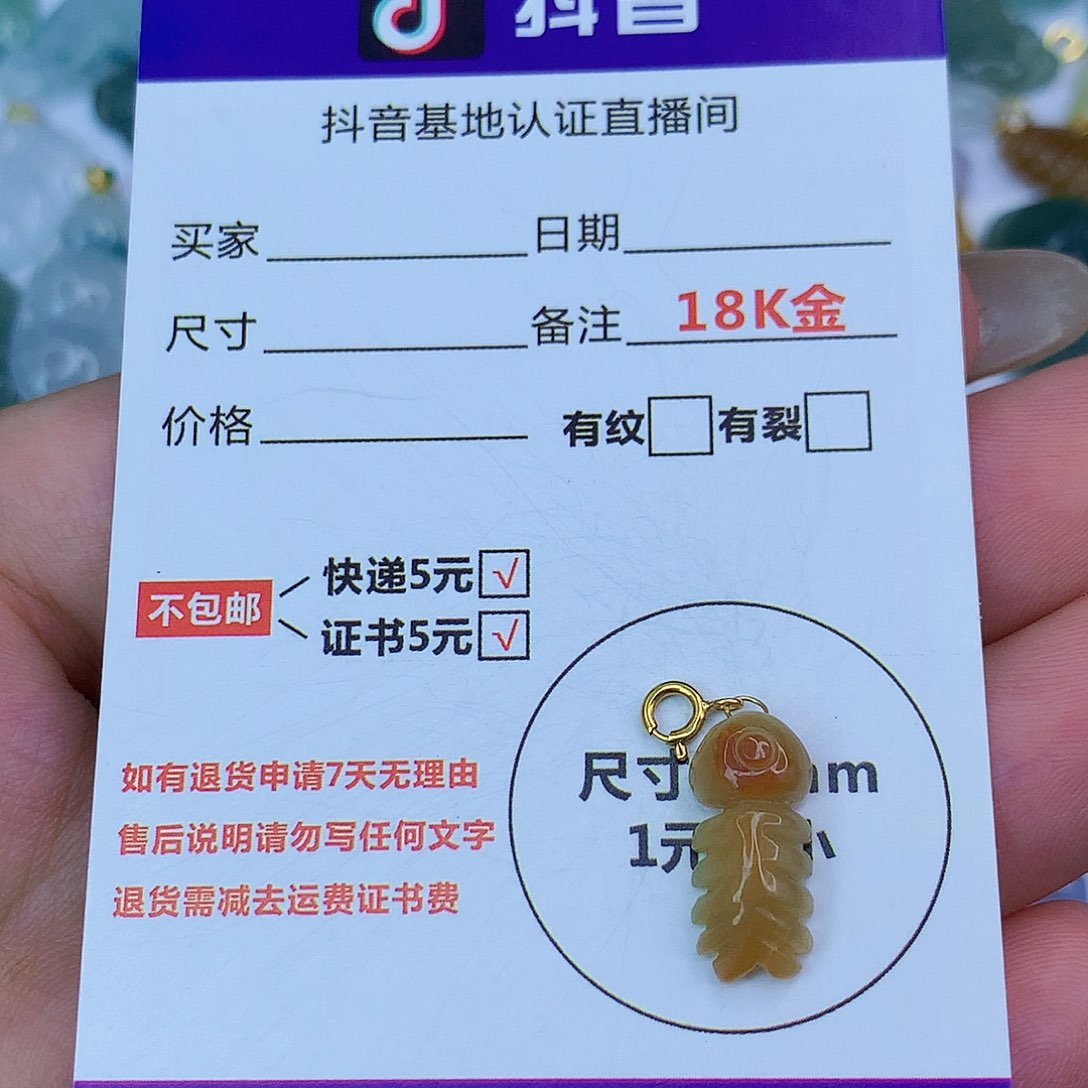 抖音
抖音基地认证直播间
买家 日期
尺寸 备注 18K金
价格 有纹 有裂
快递5元 √
不包邮
证书5元 √
如有退货申请7天无理由
售后说明请勿写任何文字
退货需减去运费证书费
尺寸 m
1元 小